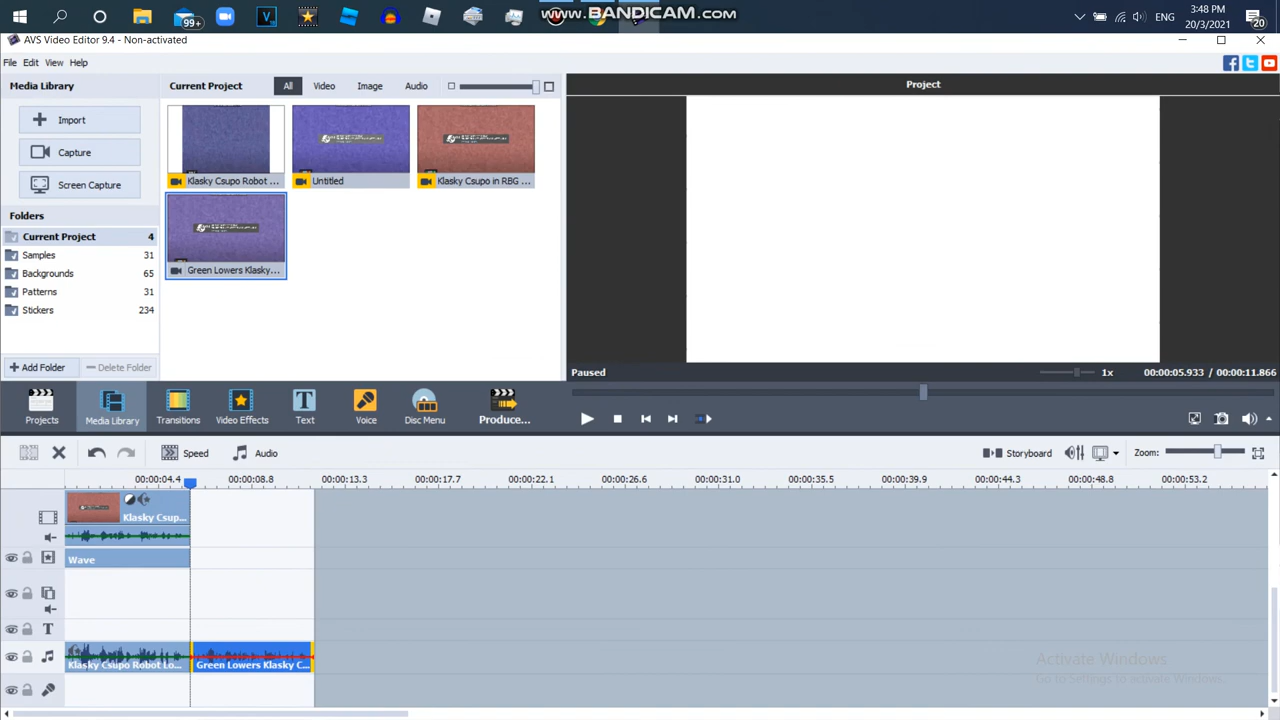 99+
www.BANDICAM.com
ENG
3:48 PM
20/3/2021
20
AVS Video Editor 9.4 - Non-activated
File Edit View Help
Media Library
Import
Capture
Screen Capture
Folders
Current Project 4
Samples 31
Backgrounds 65
Patterns 31
Stickers 234
Add Folder
Delete Folder
Current Project
All Video Image Audio
Klasky Csupo Robot ...
Untitled
Klasky Csupo in RBG ...
Green Lowers Klasky...
Project
Paused
1x
00:00:05.933 / 00:00:11.866
Projects
Media Library
Transitions
Video Effects
Text
Voice
Disc Menu
Produce...
Speed
Audio
Storyboard
Zoom:
00:00:04.4 00:00:08.8 00:00:13.3 00:00:17.7 00:00:22.1 00:00:26.6 00:00:31.0 00:00:35.5 00:00:39.9 00:00:44.3 00:00:48.8 00:00:53.2
Klasky Csup...
Wave
T
Klasky Csupo Robot Lo...
Green Lowers Klasky C...
Activate Windows
Go to Settings to activate Windows.